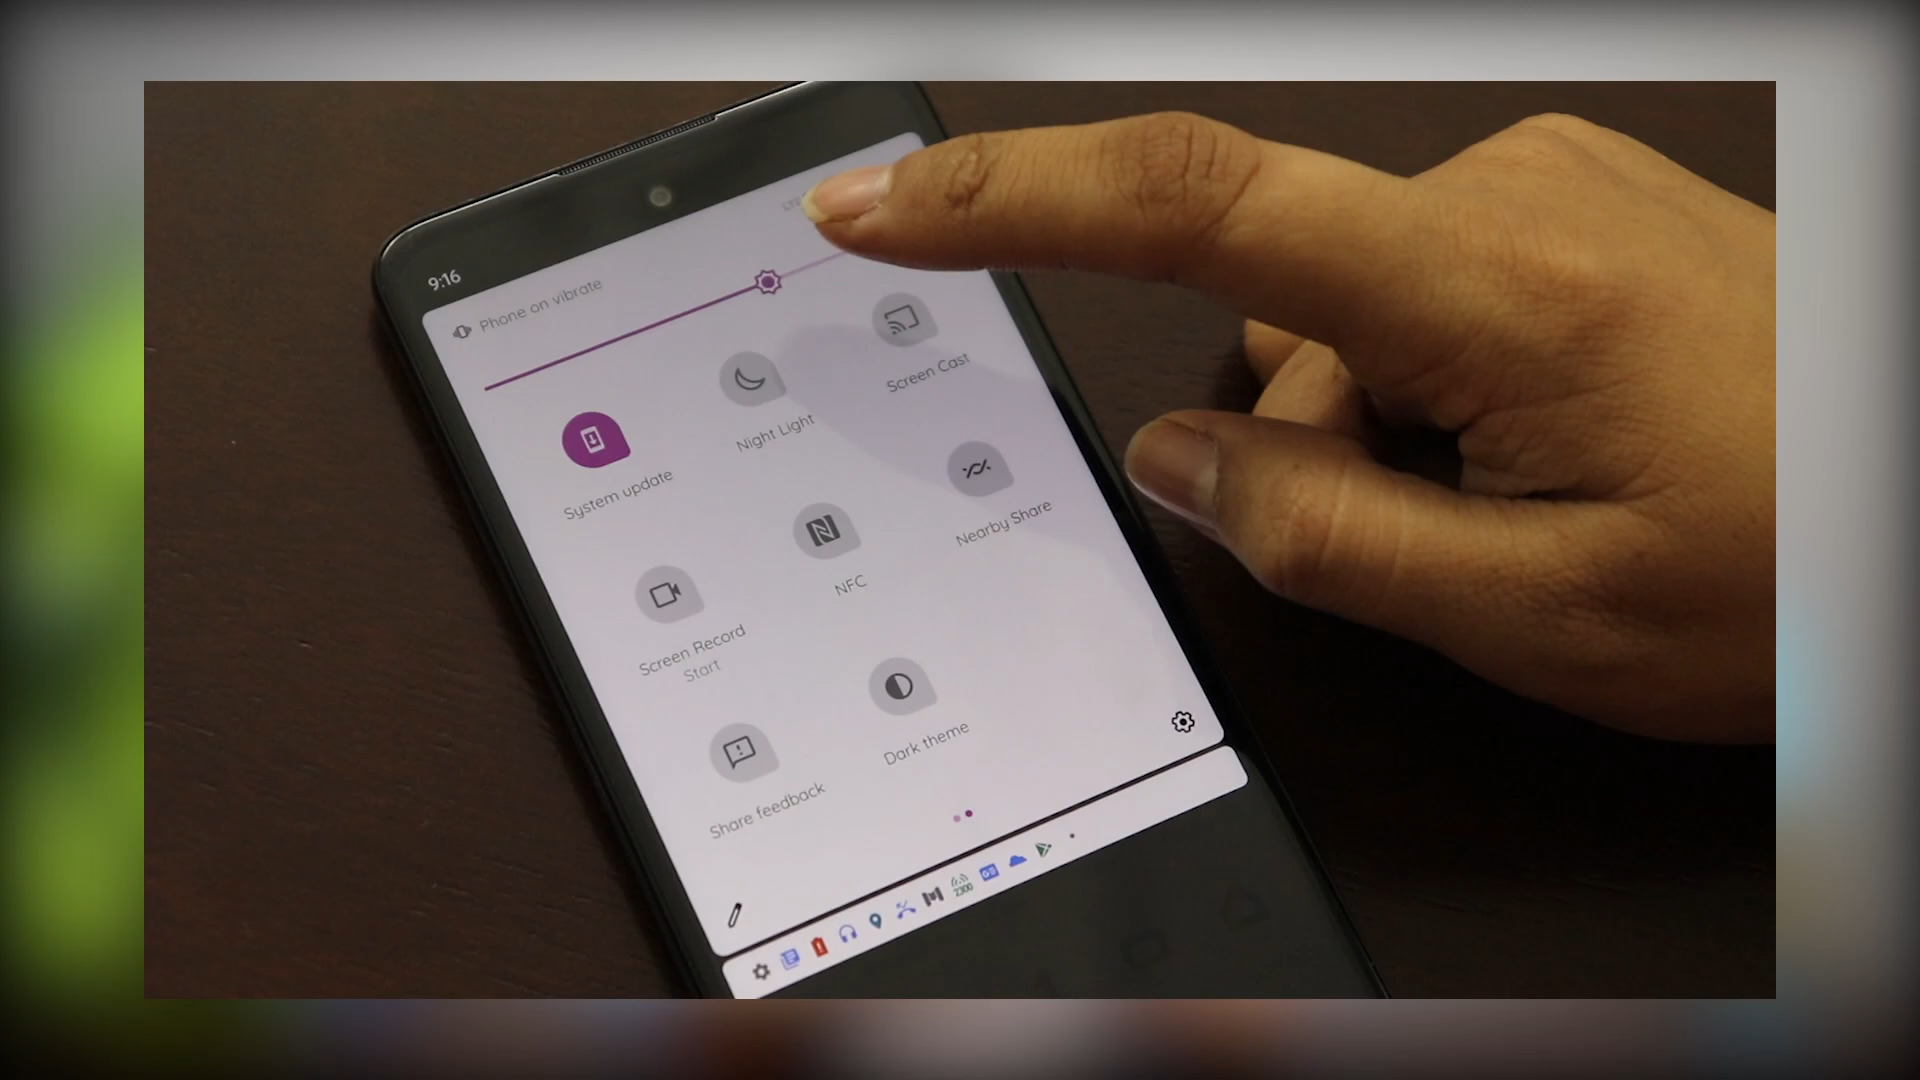 9:16
Phone on vibrate
System update
Night Light
Screen Cast
Screen Record
Start
NFC
Nearby Share
Share feedback
Dark theme
2300